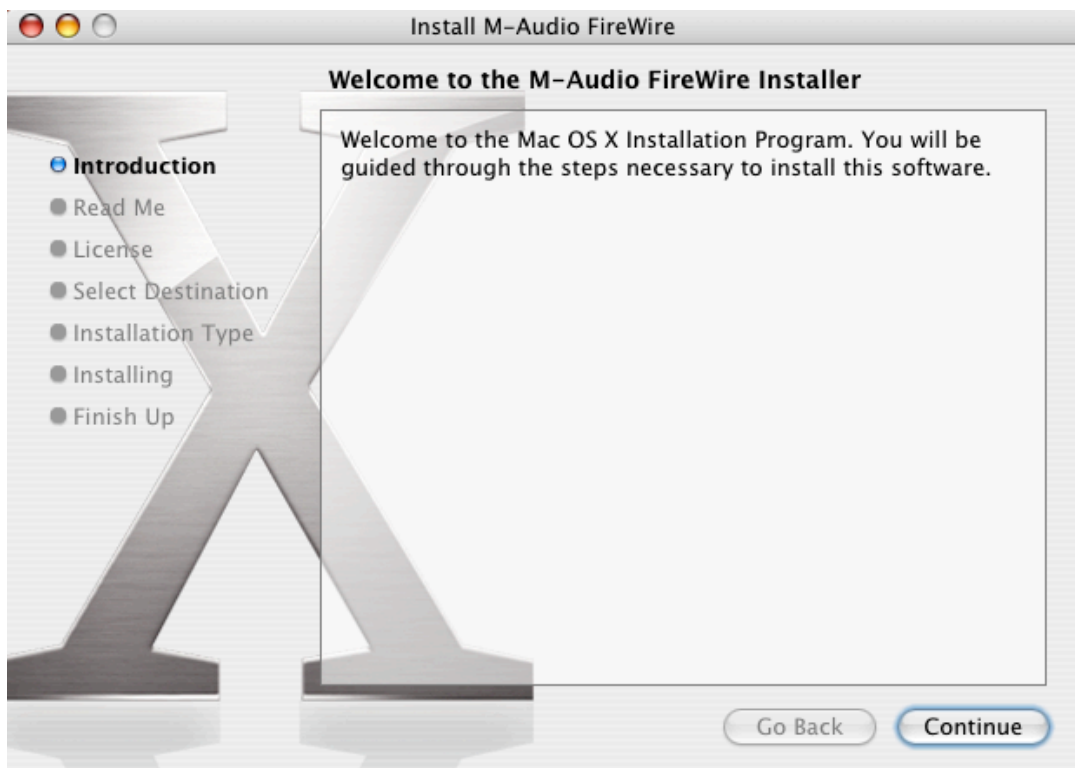 Install M-Audio FireWire
Welcome to the M-Audio FireWire Installer
Introduction
Read Me
License
Select Destination
Installation Type
Installing
Finish Up
Welcome to the Mac OS X Installation Program. You will be
guided through the steps necessary to install this software.
Go Back
Continue